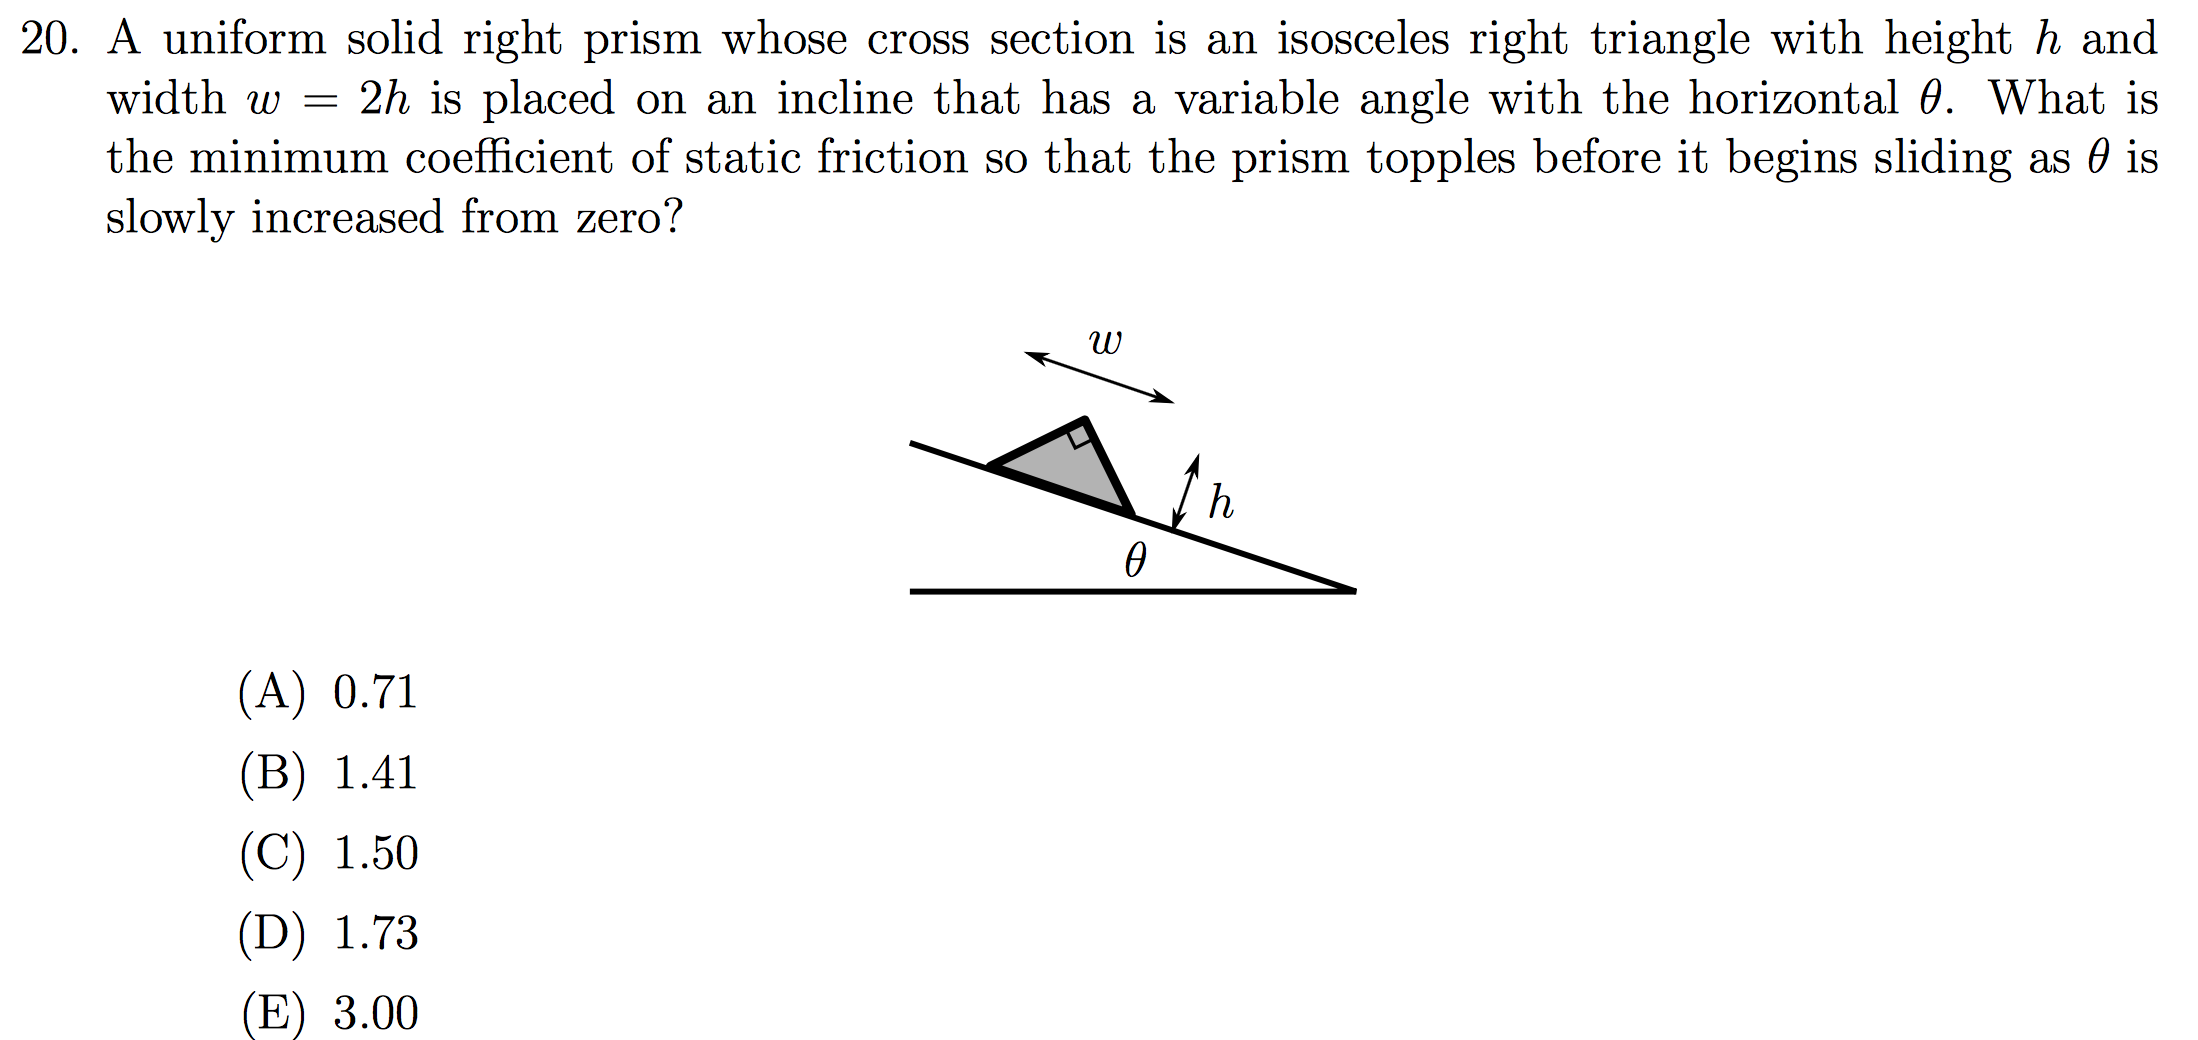 20. A uniform solid right prism whose cross section is an isosceles right triangle with height h and
width w = 2h is placed on an incline that has a variable angle with the horizontal θ. What is
the minimum coefficient of static friction so that the prism topples before it begins sliding as θ is
slowly increased from zero?
w
h
θ
(A) 0.71
(B) 1.41
(C) 1.50
(D) 1.73
(E) 3.00